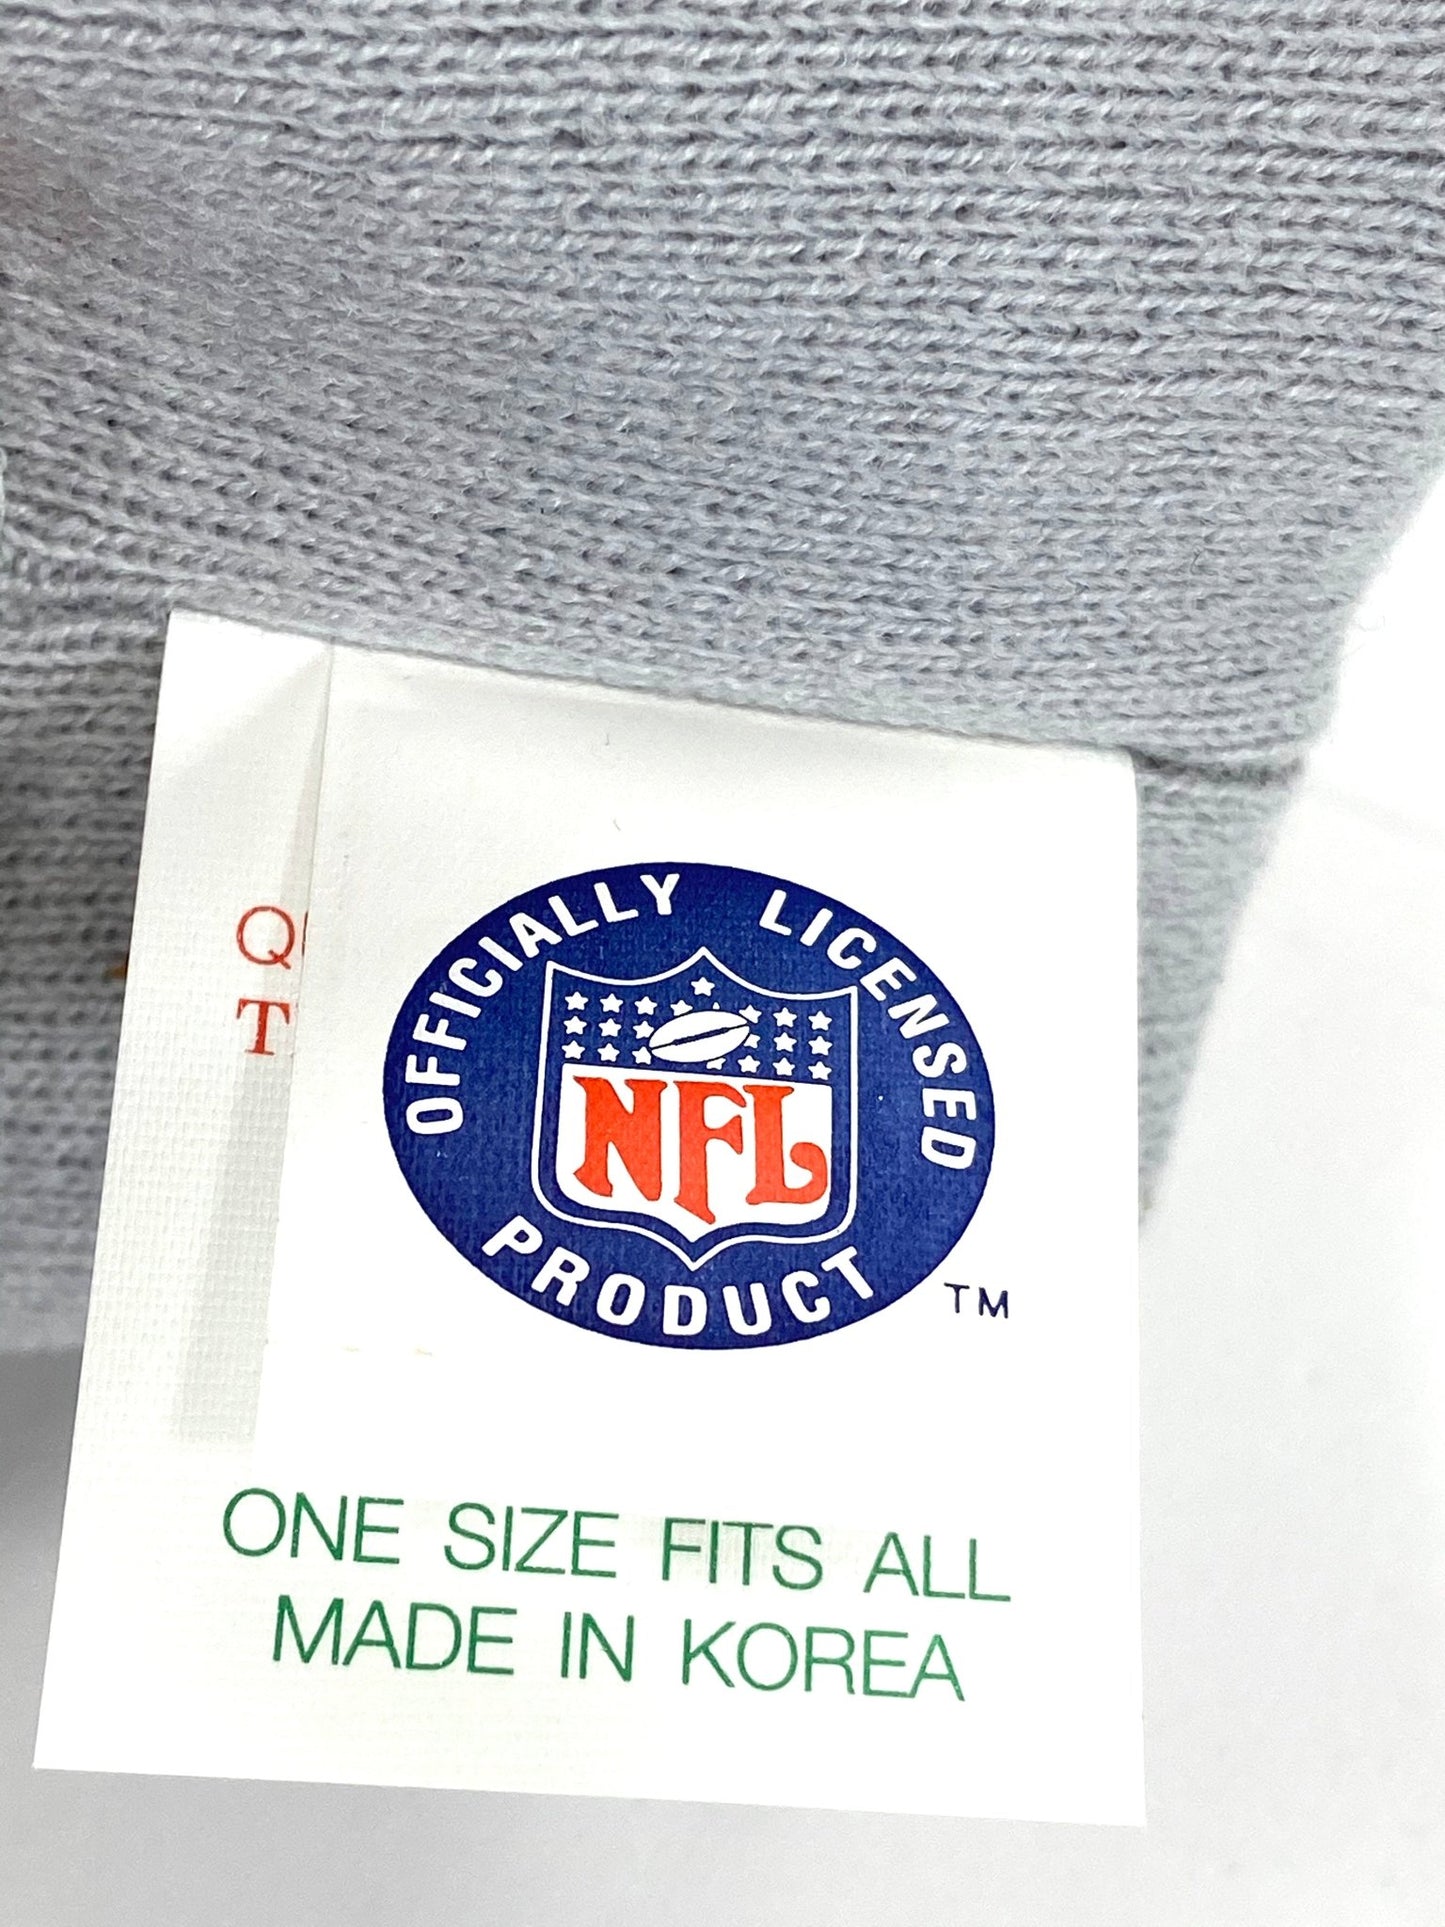 OFFICIALLY LICENSED
NFL
PRODUCT
TM
ONE SIZE FITS ALL
MADE IN KOREA